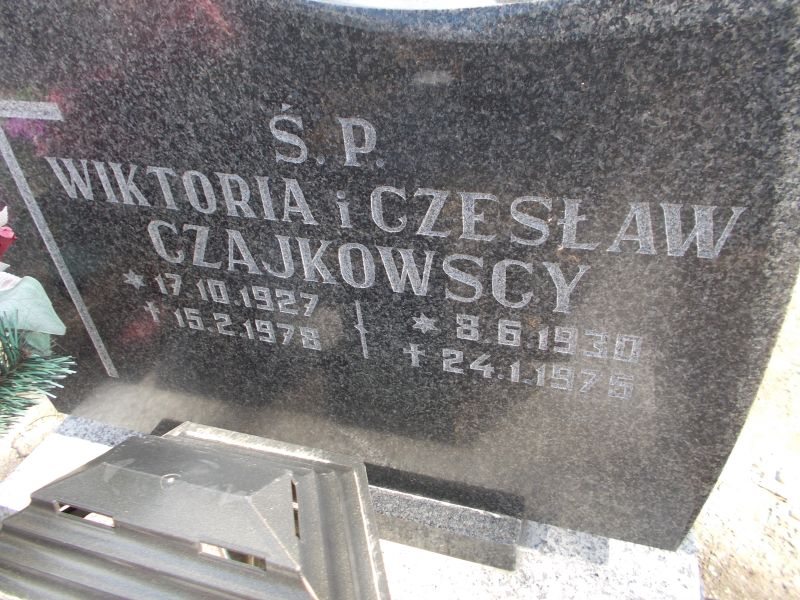 Ś. P.
WIKTORIA i CZESŁAW
CZAJKOWSCY
* 17.10.1927 * 8.6.1930
† 15.2.1978 † 24.1.1975